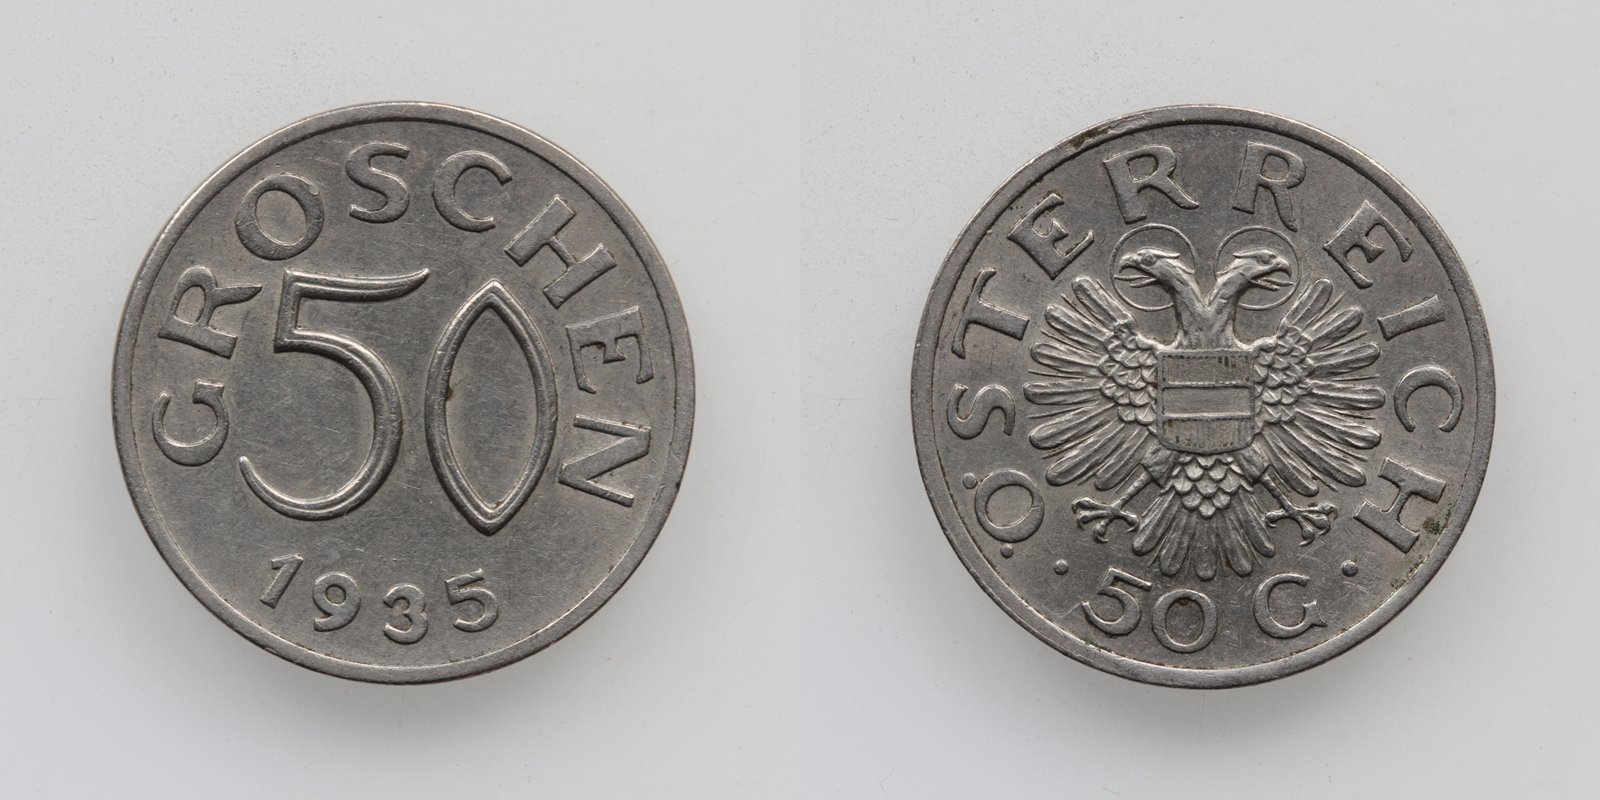 GROSCHEN
50
1935
ÖSTERREICH
· 50 G ·